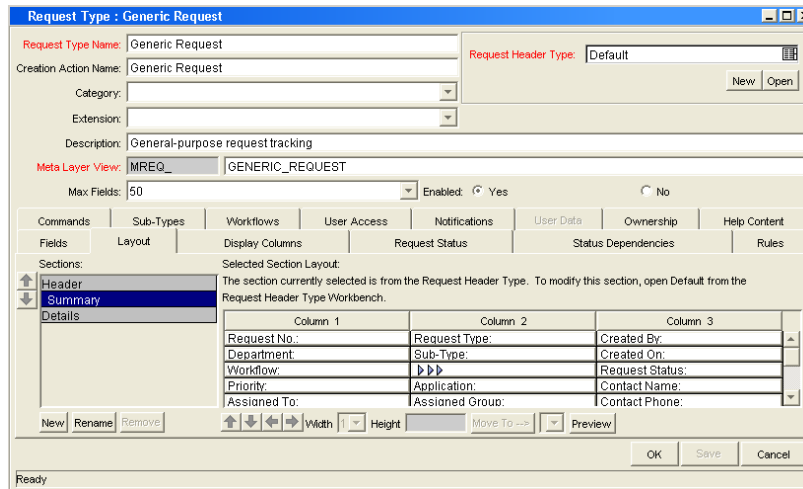 Request Type : Generic Request
Request Type Name: Generic Request
Request Header Type: Default
Creation Action Name: Generic Request
New Open
Category:
Extension:
Description: General-purpose request tracking
Meta Layer View: MREQ_ GENERIC_REQUEST
Max Fields: 50 Enabled: Yes No
Commands Sub-Types Workflows User Access Notifications User Data Ownership Help Content
Fields Layout Display Columns Request Status Status Dependencies Rules
Sections: Selected Section Layout:
Header The section currently selected is from the Request Header Type. To modify this section, open Default from the
Summary Request Header Type Workbench.
Details
Column 1 Column 2 Column 3
Request No.: Request Type: Created By:
Department: Sub-Type: Created On:
Workflow: Request Status:
Priority: Application: Contact Name:
Assigned To: Assigned Group: Contact Phone:
New Rename Remove Width 1 Height Move To --> Preview
OK Save Cancel
Ready